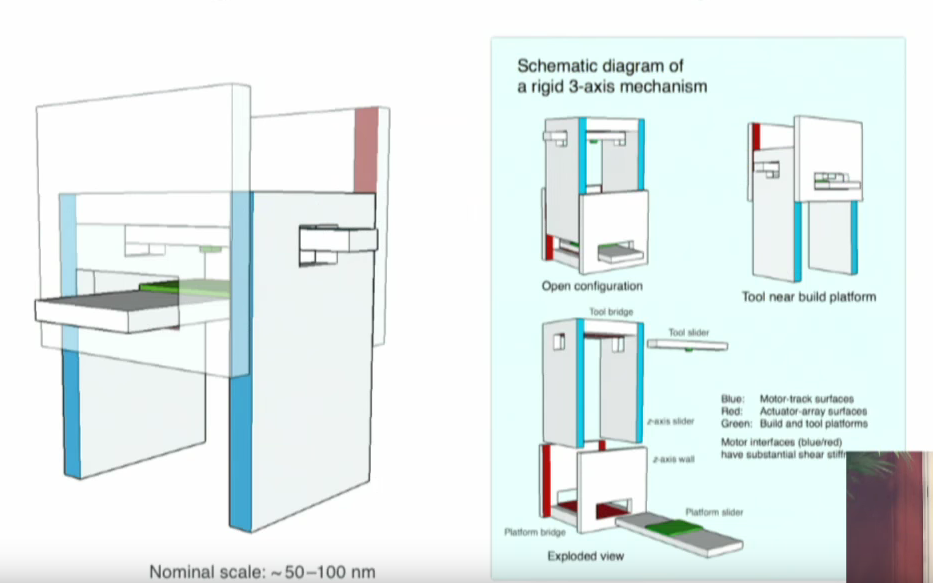 Nominal scale: ~50–100 nm
Schematic diagram of
a rigid 3-axis mechanism
Open configuration
Tool near build platform
Tool bridge
Tool slider
z-axis slider
z-axis wall
Platform slider
Platform bridge
Exploded view
Blue: Motor-track surfaces
Red: Actuator-array surfaces
Green: Build and tool platforms
Motor interfaces (blue/red)
have substantial shear